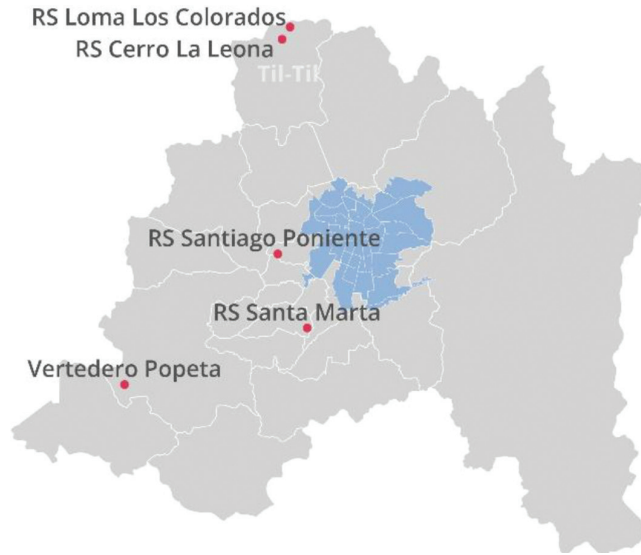 RS Loma Los Colorados
RS Cerro La Leona
Til-Til
RS Santiago Poniente
RS Santa Marta
Vertedero Popeta